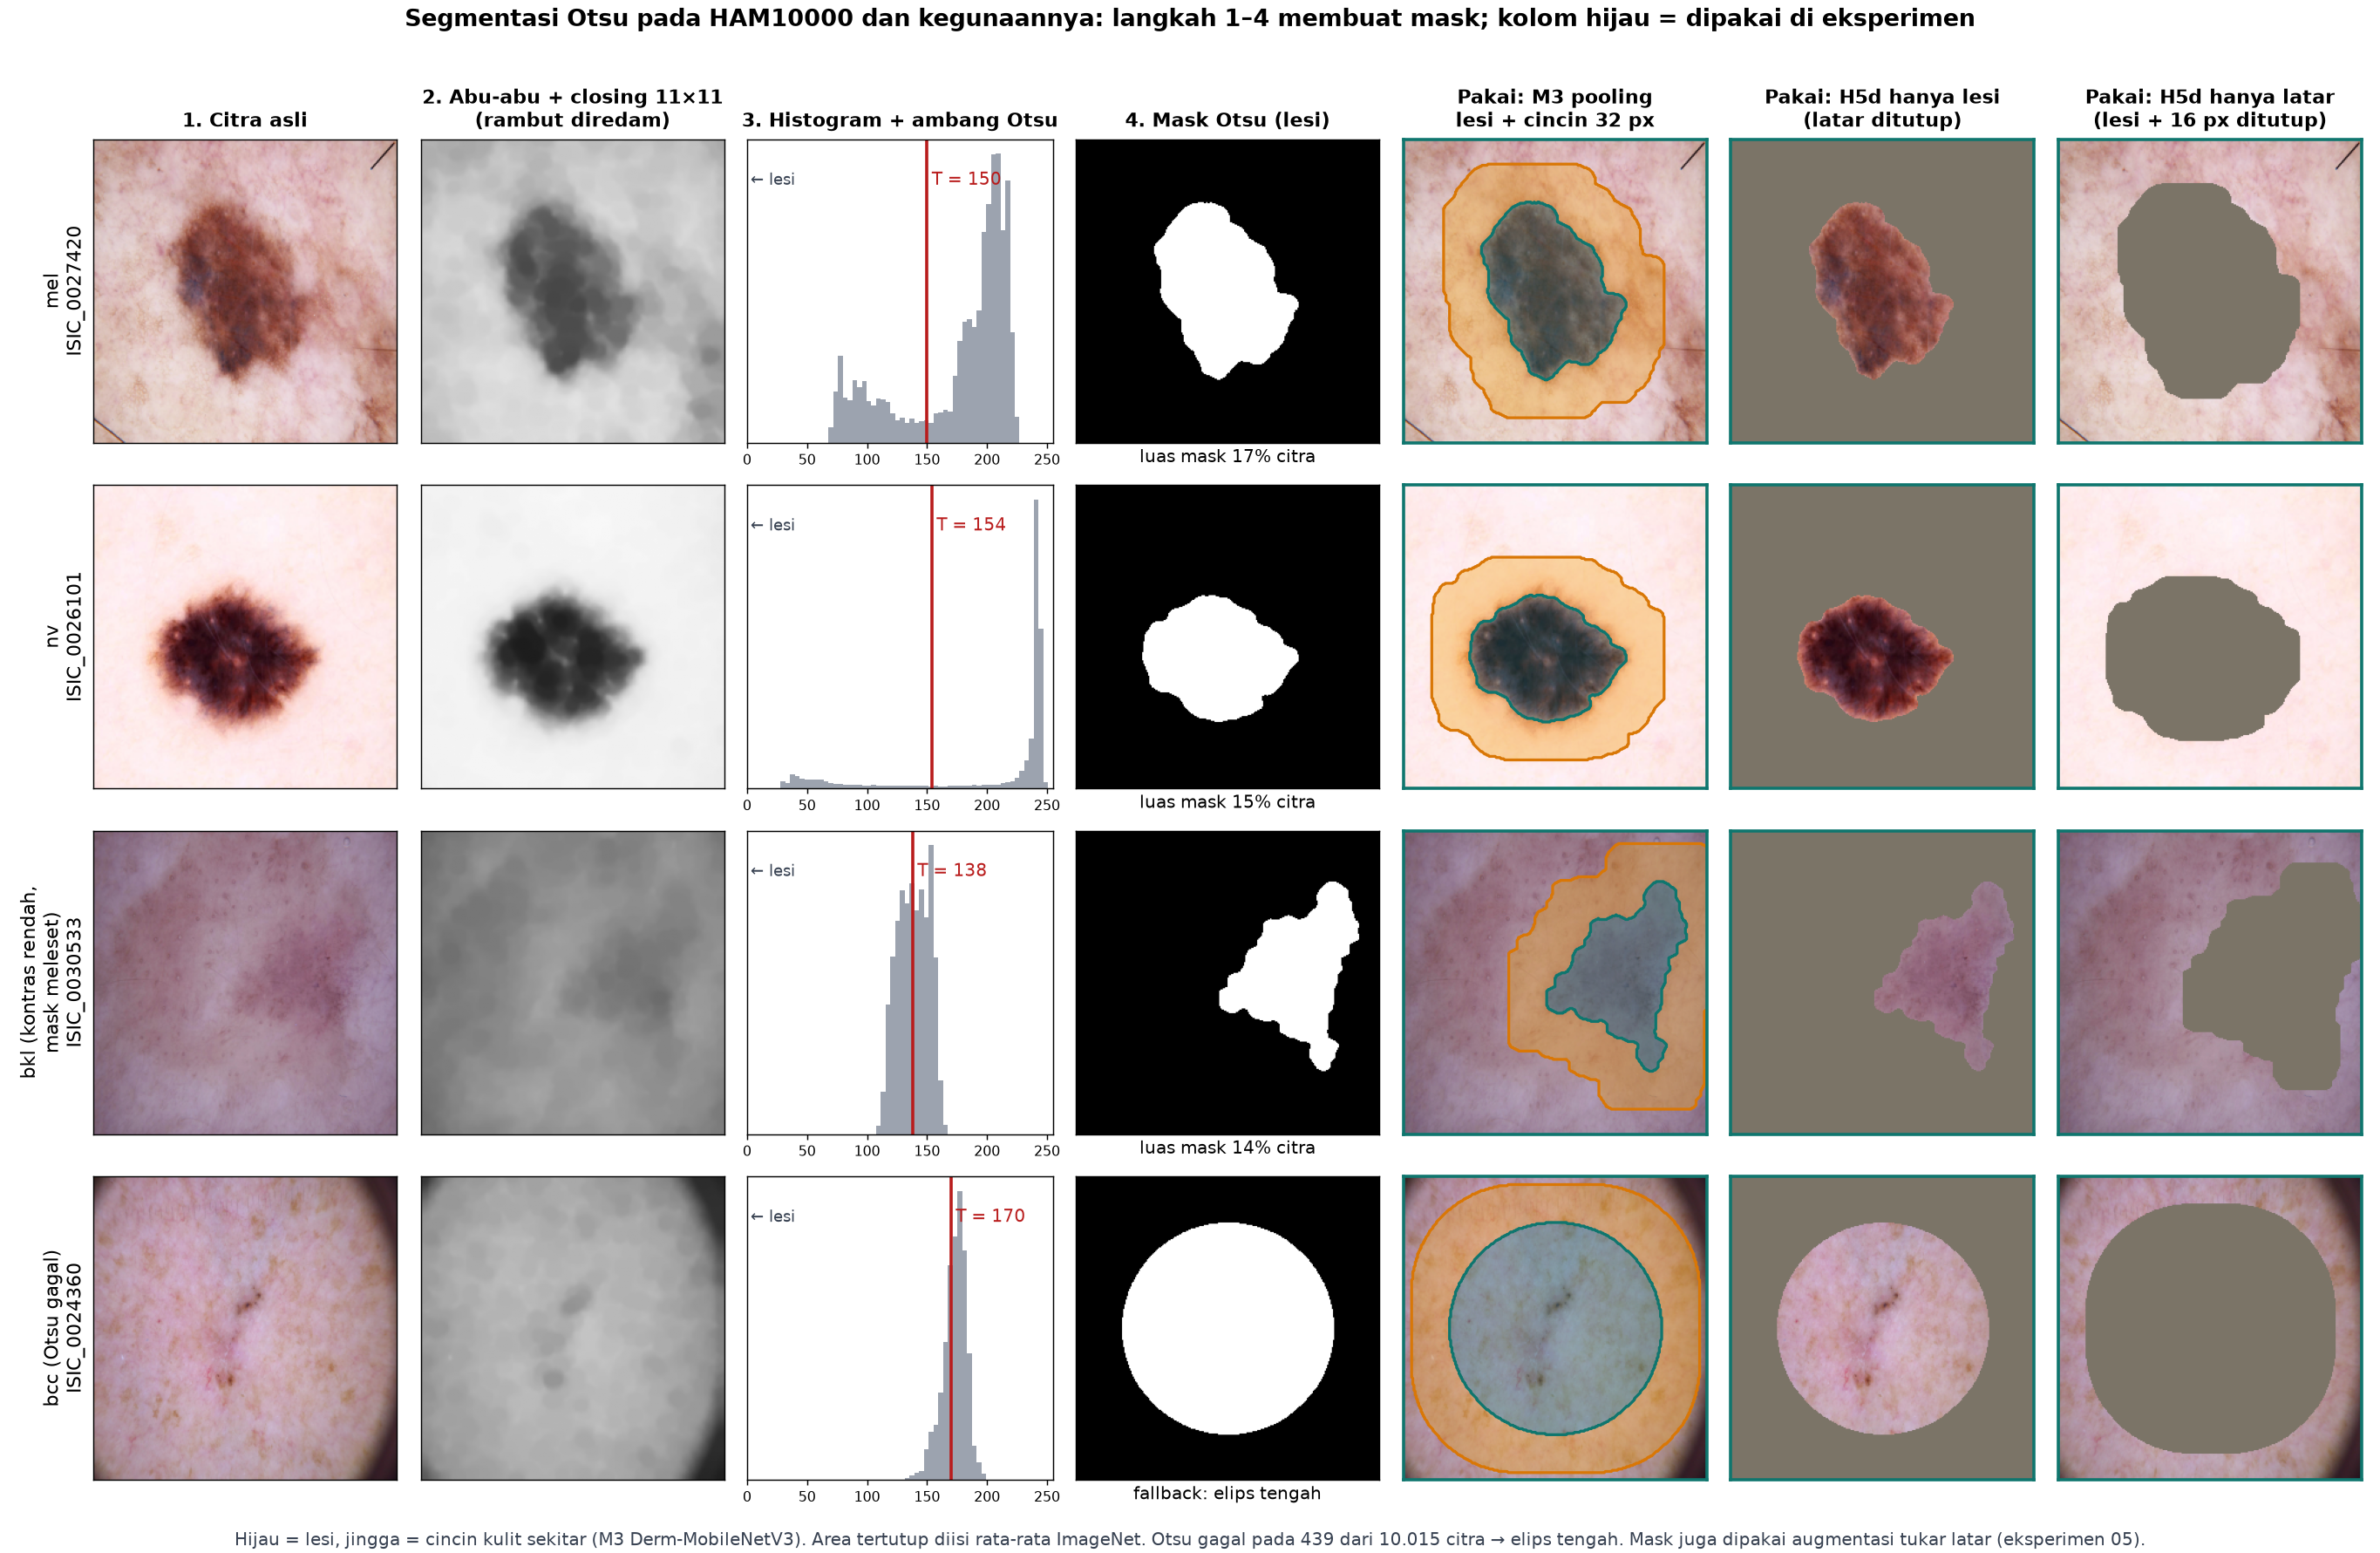 Segmentasi Otsu pada HAM10000 dan kegunaannya: langkah 1–4 membuat mask; kolom hijau = dipakai di eksperimen
1. Citra asli
2. Abu-abu + closing 11×11
(rambut diredam)
3. Histogram + ambang Otsu
4. Mask Otsu (lesi)
Pakai: M3 pooling
lesi + cincin 32 px
Pakai: H5d hanya lesi
(latar ditutup)
Pakai: H5d hanya latar
(lesi + 16 px ditutup)
mel
ISIC_0027420
← lesi
T = 150
0 50 100 150 200 250
luas mask 17% citra
nv
ISIC_0026101
← lesi
T = 154
0 50 100 150 200 250
luas mask 15% citra
bkl (kontras rendah,
mask meleset)
ISIC_0030533
← lesi
T = 138
0 50 100 150 200 250
luas mask 14% citra
bcc (Otsu gagal)
ISIC_0024360
← lesi
T = 170
0 50 100 150 200 250
fallback: elips tengah
Hijau = lesi, jingga = cincin kulit sekitar (M3 Derm-MobileNetV3). Area tertutup diisi rata-rata ImageNet. Otsu gagal pada 439 dari 10.015 citra → elips tengah. Mask juga dipakai augmentasi tukar latar (eksperimen 05).